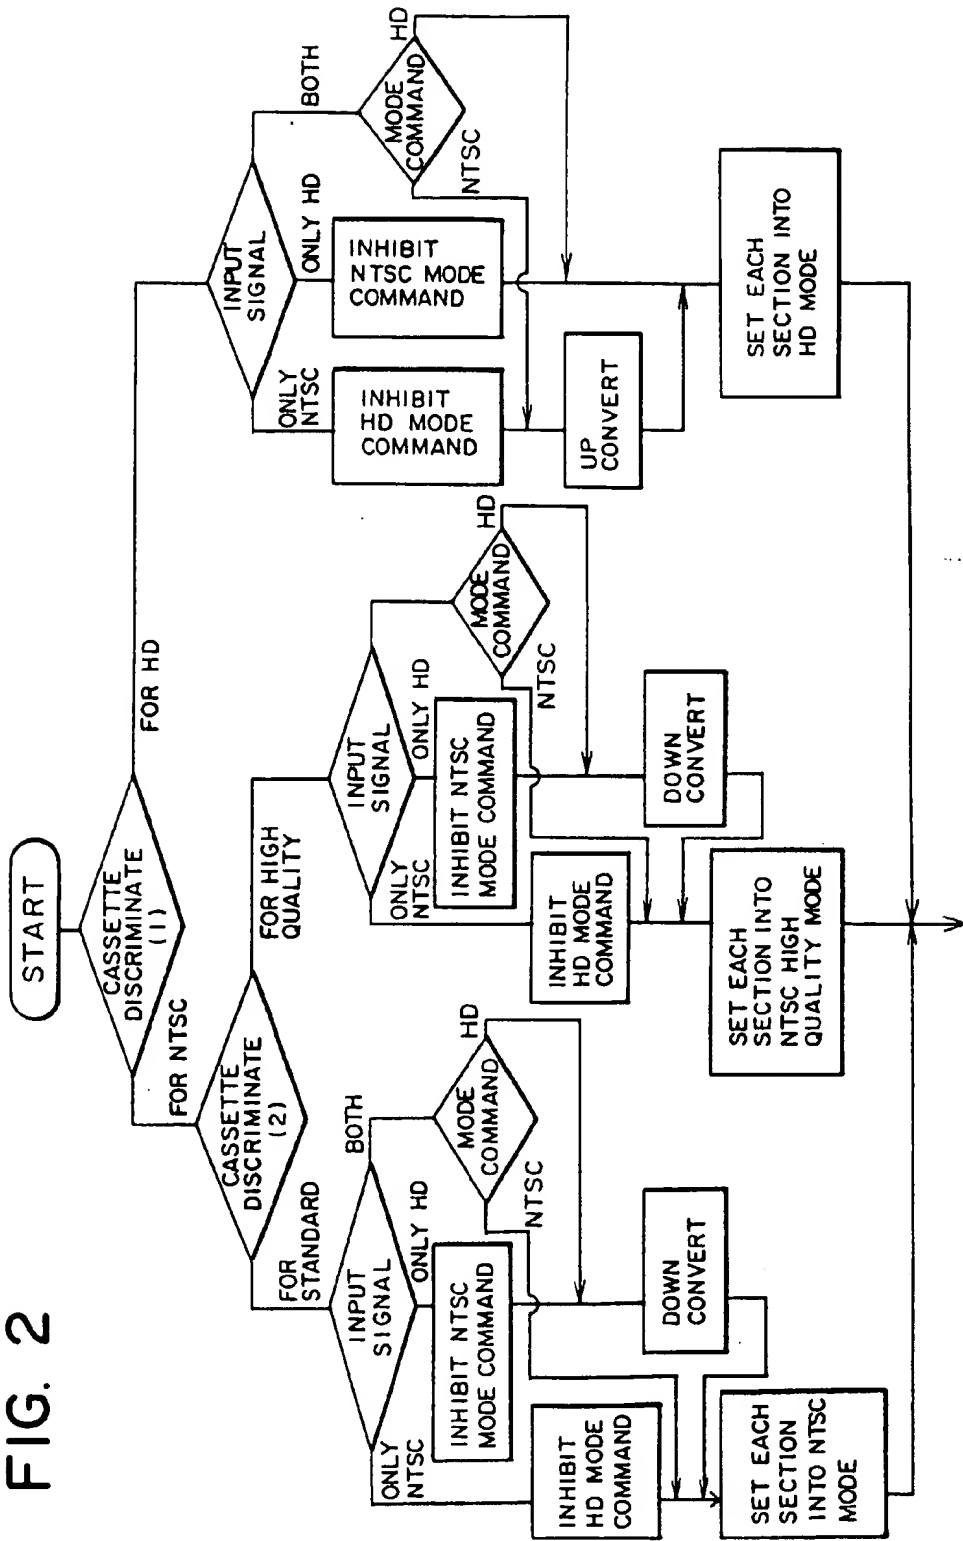 FIG. 2
START
CASSETTE
DISCRIMINATE
(1)
FOR NTSC
FOR HD
CASSETTE
DISCRIMINATE
(2)
FOR
STANDARD
FOR HIGH
QUALITY
INPUT
SIGNAL
ONLY
NTSC
ONLY HD
BOTH
INHIBIT NTSC
MODE COMMAND
MODE
COMMAND
HD
NTSC
INHIBIT
HD MODE
COMMAND
DOWN
CONVERT
SET EACH
SECTION
INTO NTSC
MODE
INPUT
SIGNAL
ONLY
NTSC
ONLY HD
INHIBIT NTSC
MODE COMMAND
MODE
COMMAND
HD
NTSC
INHIBIT
HD MODE
COMMAND
DOWN
CONVERT
SET EACH
SECTION INTO
NTSC HIGH
QUALITY MODE
INPUT
SIGNAL
ONLY
NTSC
ONLY HD
BOTH
INHIBIT
HD MODE
COMMAND
INHIBIT
NTSC MODE
COMMAND
MODE
COMMAND
HD
NTSC
UP
CONVERT
SET EACH
SECTION INTO
HD MODE